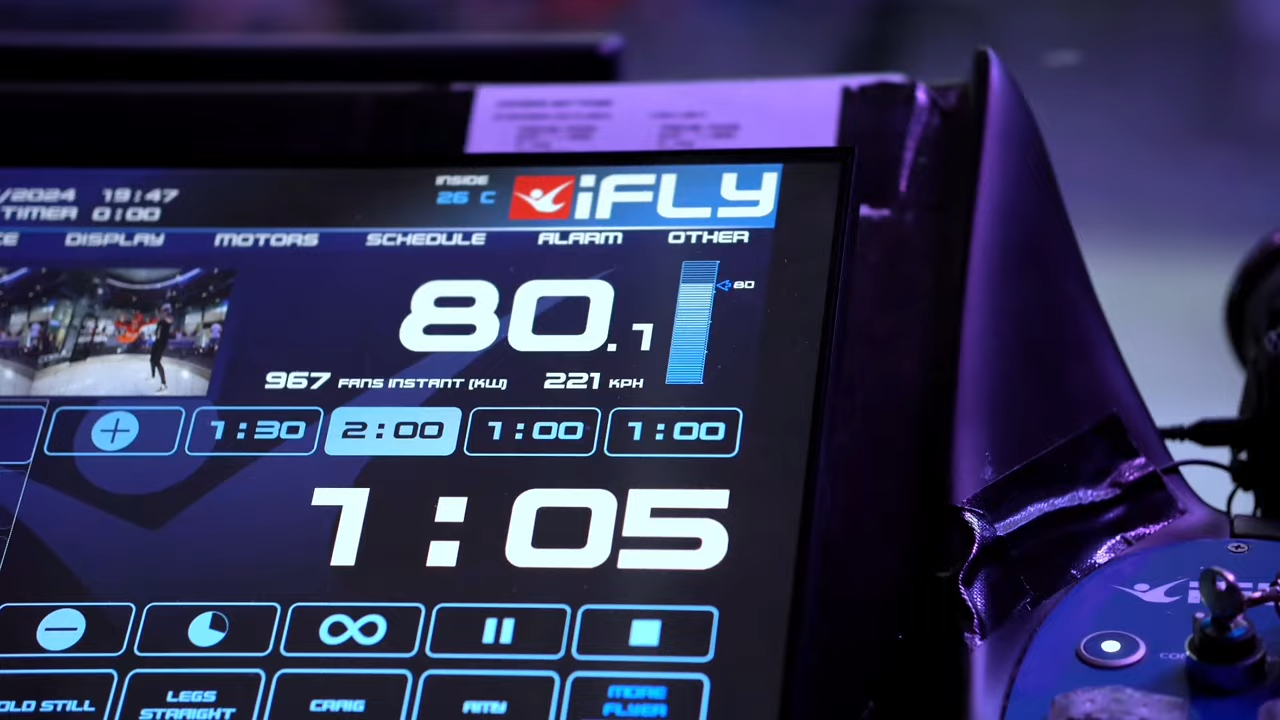 /2024 19:47
TIMER 0:00
INSIDE
26 C
iFLY
DISPLAY MOTORS SCHEDULE ALARM OTHER
80.1
80
967 FANS INSTANT (KW) 221 KPH
1:30 2:00 1:00 1:00
1:05
OLD STILL
LEGS
STRAIGHT
CRAIG
AMY
MORE
FLYER